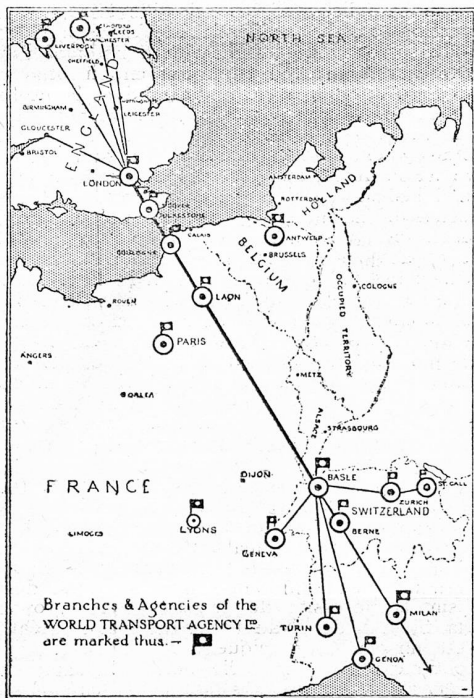 NORTH SEA
BRADFORD
LEEDS
LIVERPOOL
MANCHESTER
SHEFFIELD
ENGLAND
BIRMINGHAM
LEICESTER
GLOUCESTER
BRISTOL
LONDON
DOVER
FOLKESTONE
CALAIS
BOULOGNE
AMSTERDAM
ROTTERDAM
HOLLAND
ANTWERP
BRUSSELS
BELGIUM
OCCUPIED TERRITORY
COLOGNE
LAON
ROUEN
PARIS
ANGERS
METZ
ALSACE
STRASBOURG
DIJON
BASLE
ST. GALL
ZURICH
SWITZERLAND
BERNE
FRANCE
LYONS
LIMOGES
GENEVA
Branches & Agencies of the
WORLD TRANSPORT AGENCY LD
are marked thus.—
TURIN
MILAN
GENOA